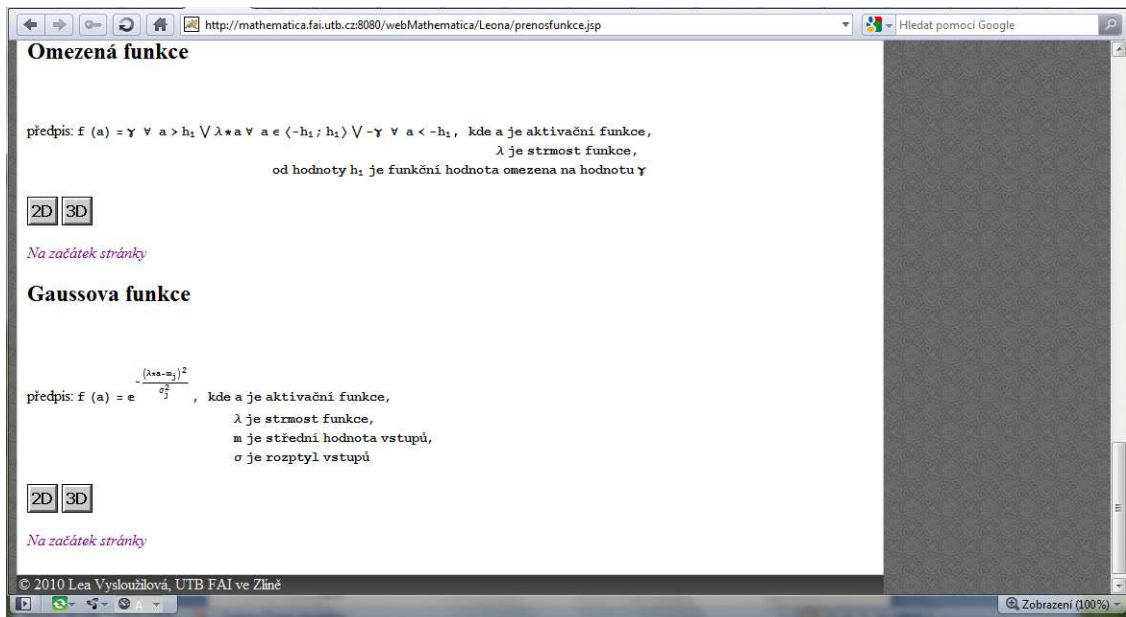 http://mathematica.fai.utb.cz:8080/webMathematica/Leona/prenosfunkce.jsp
Hledat pomocí Google
Omezená funkce
předpis: f (a) = γ ∀ a > h₁ ⋁ λ*a ∀ a ϵ ⟨-h₁; h₁⟩ ⋁ -γ ∀ a < -h₁, kde a je aktivační funkce,
λ je strmost funkce,
od hodnoty h₁ je funkční hodnota omezena na hodnotu γ
2D 3D
Na začátek stránky
Gaussova funkce
předpis: f (a) = e^(-(λ*a-mⱼ)²/σⱼ²), kde a je aktivační funkce,
λ je strmost funkce,
m je střední hodnota vstupů,
σ je rozptyl vstupů
2D 3D
Na začátek stránky
© 2010 Lea Vysloužilová, UTB FAI ve Zlíně
Zobrazení (100%)